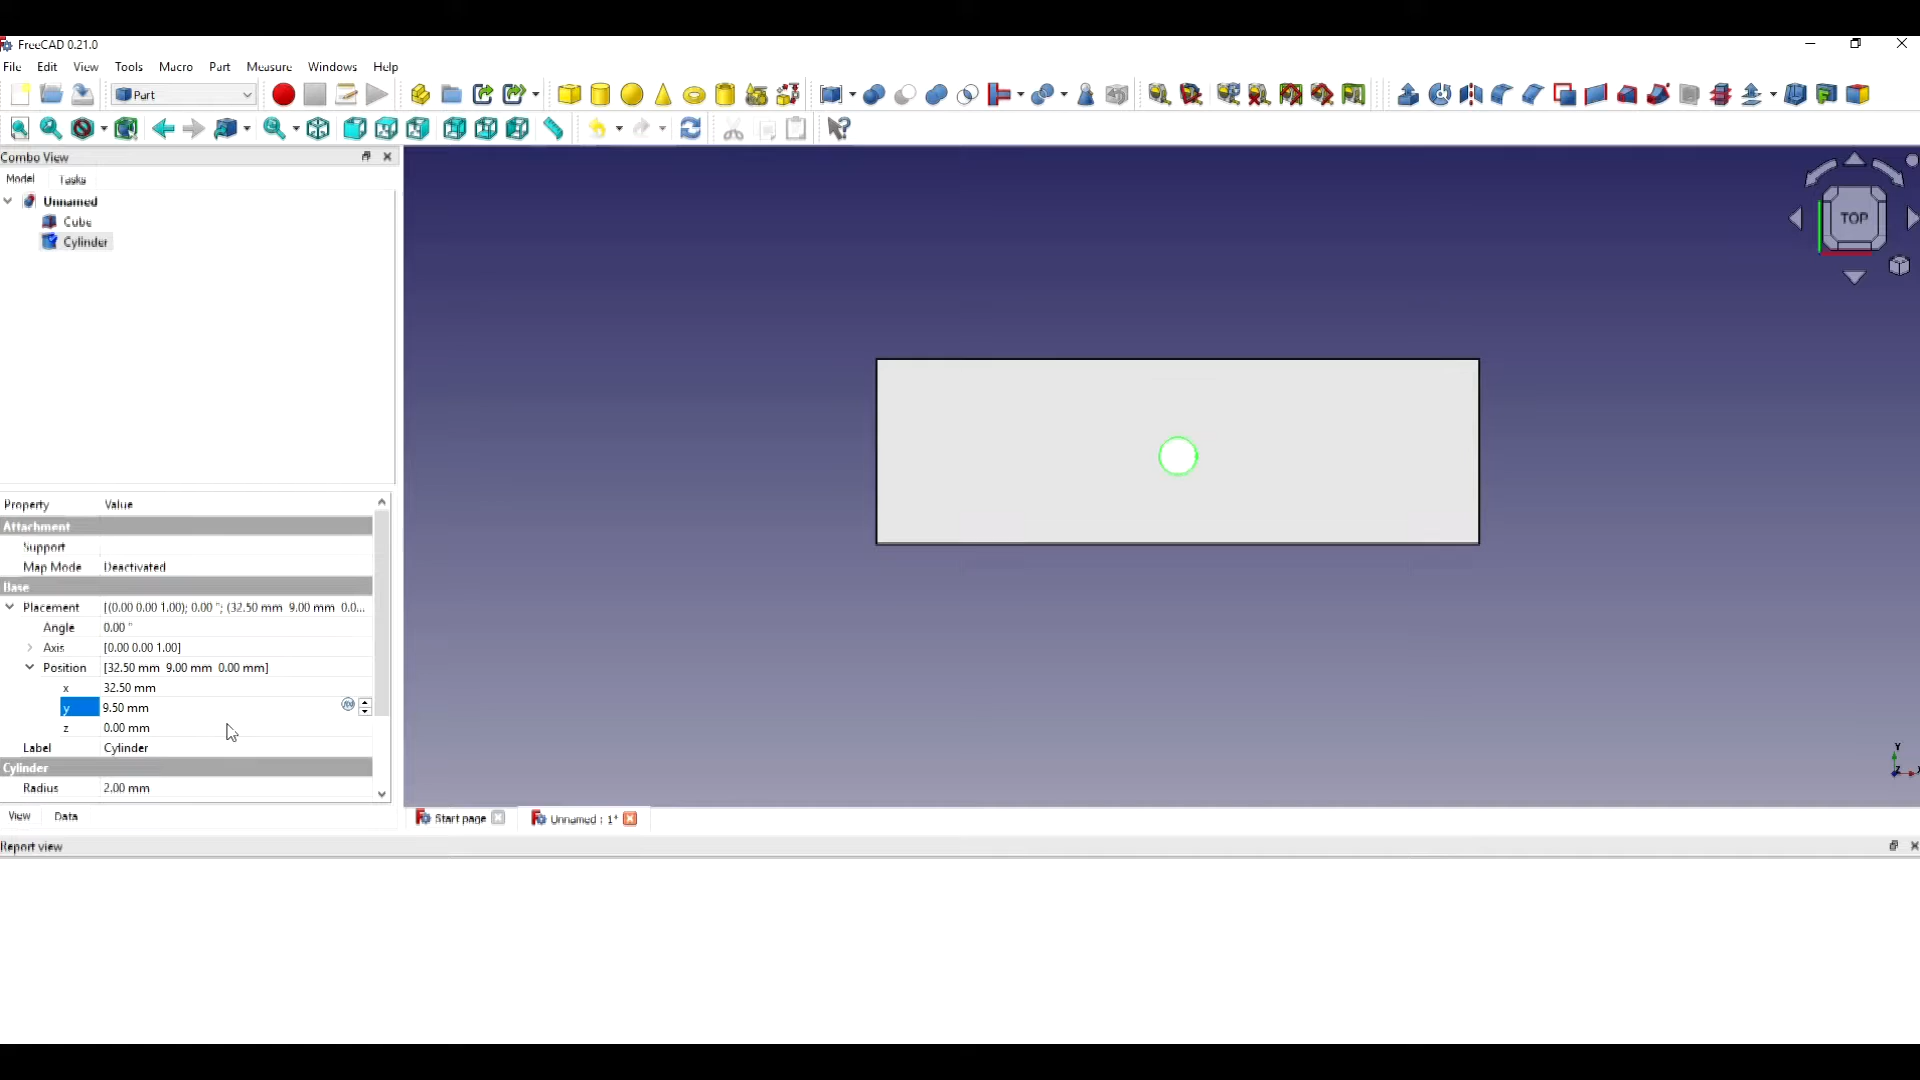 FreeCAD 0.21.0
File Edit View Tools Macro Part Measure Windows Help
Part
Combo View
Model Tasks
Unnamed
Cube
Cylinder
TOP
Property Value
Attachment
Support
Map Mode Deactivated
Base
Placement [(0.00 0.00 1.00); 0.00 °; (32.50 mm 9.00 mm 0.0...
Angle 0.00 °
Axis [0.00 0.00 1.00]
Position [32.50 mm 9.00 mm 0.00 mm]
x 32.50 mm
y 9.50 mm
z 0.00 mm
Label Cylinder
Cylinder
Radius 2.00 mm
Y
Z X
View Data
Start page Unnamed : 1*
Report view